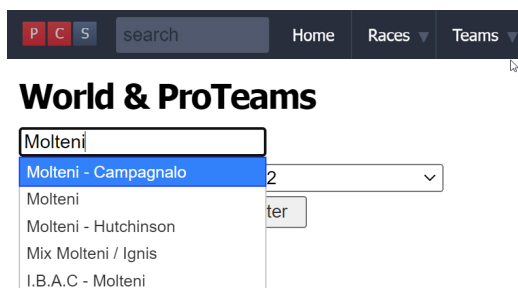 P C S search Home Races Teams
World & ProTeams
Molteni
Molteni - Campagnalo
2
Molteni
Molteni - Hutchinson
ter
Mix Molteni / Ignis
I.B.A.C - Molteni